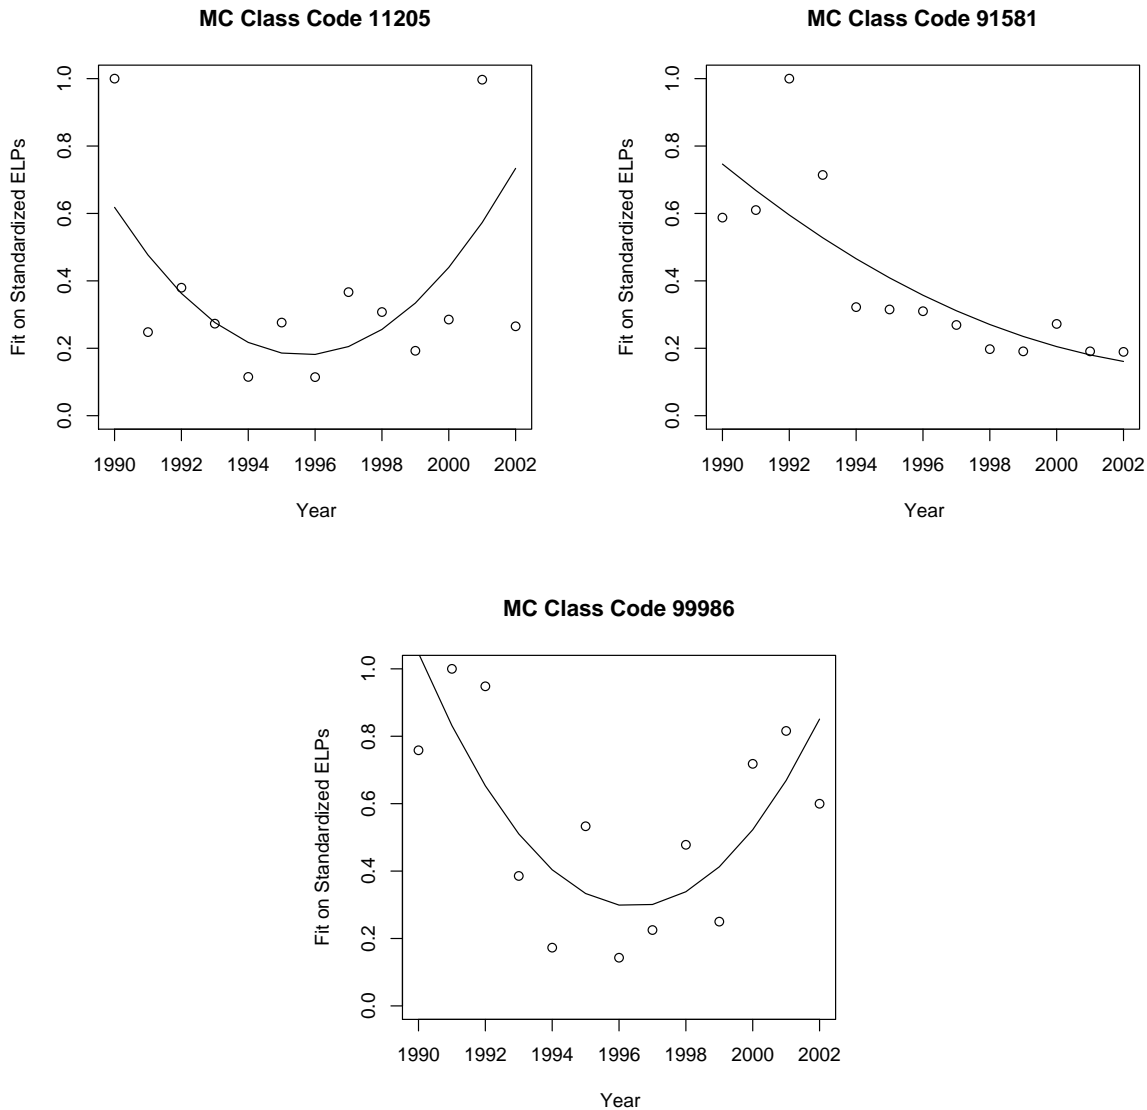 MC Class Code 11205
Fit on Standardized ELPs
0.0 0.2 0.4 0.6 0.8 1.0
1990 1992 1994 1996 1998 2000 2002
Year
MC Class Code 91581
Fit on Standardized ELPs
0.0 0.2 0.4 0.6 0.8 1.0
1990 1992 1994 1996 1998 2000 2002
Year
MC Class Code 99986
Fit on Standardized ELPs
0.0 0.2 0.4 0.6 0.8 1.0
1990 1992 1994 1996 1998 2000 2002
Year